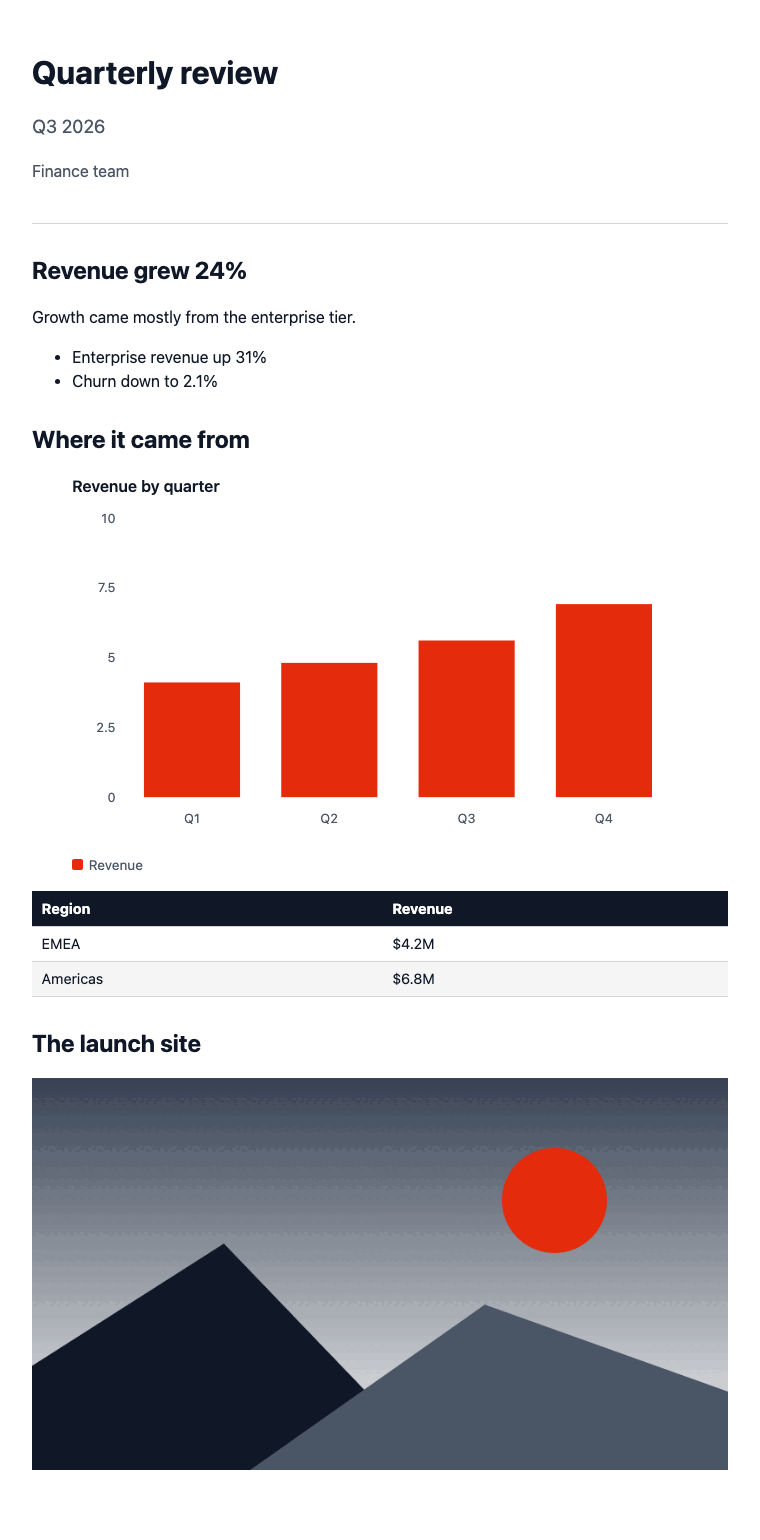 Quarterly review
Q3 2026
Finance team
Revenue grew 24%
Growth came mostly from the enterprise tier.
• Enterprise revenue up 31%
• Churn down to 2.1%
Where it came from
Revenue by quarter
10
7.5
5
2.5
0
Q1 Q2 Q3 Q4
Revenue
Region Revenue
EMEA $4.2M
Americas $6.8M
The launch site